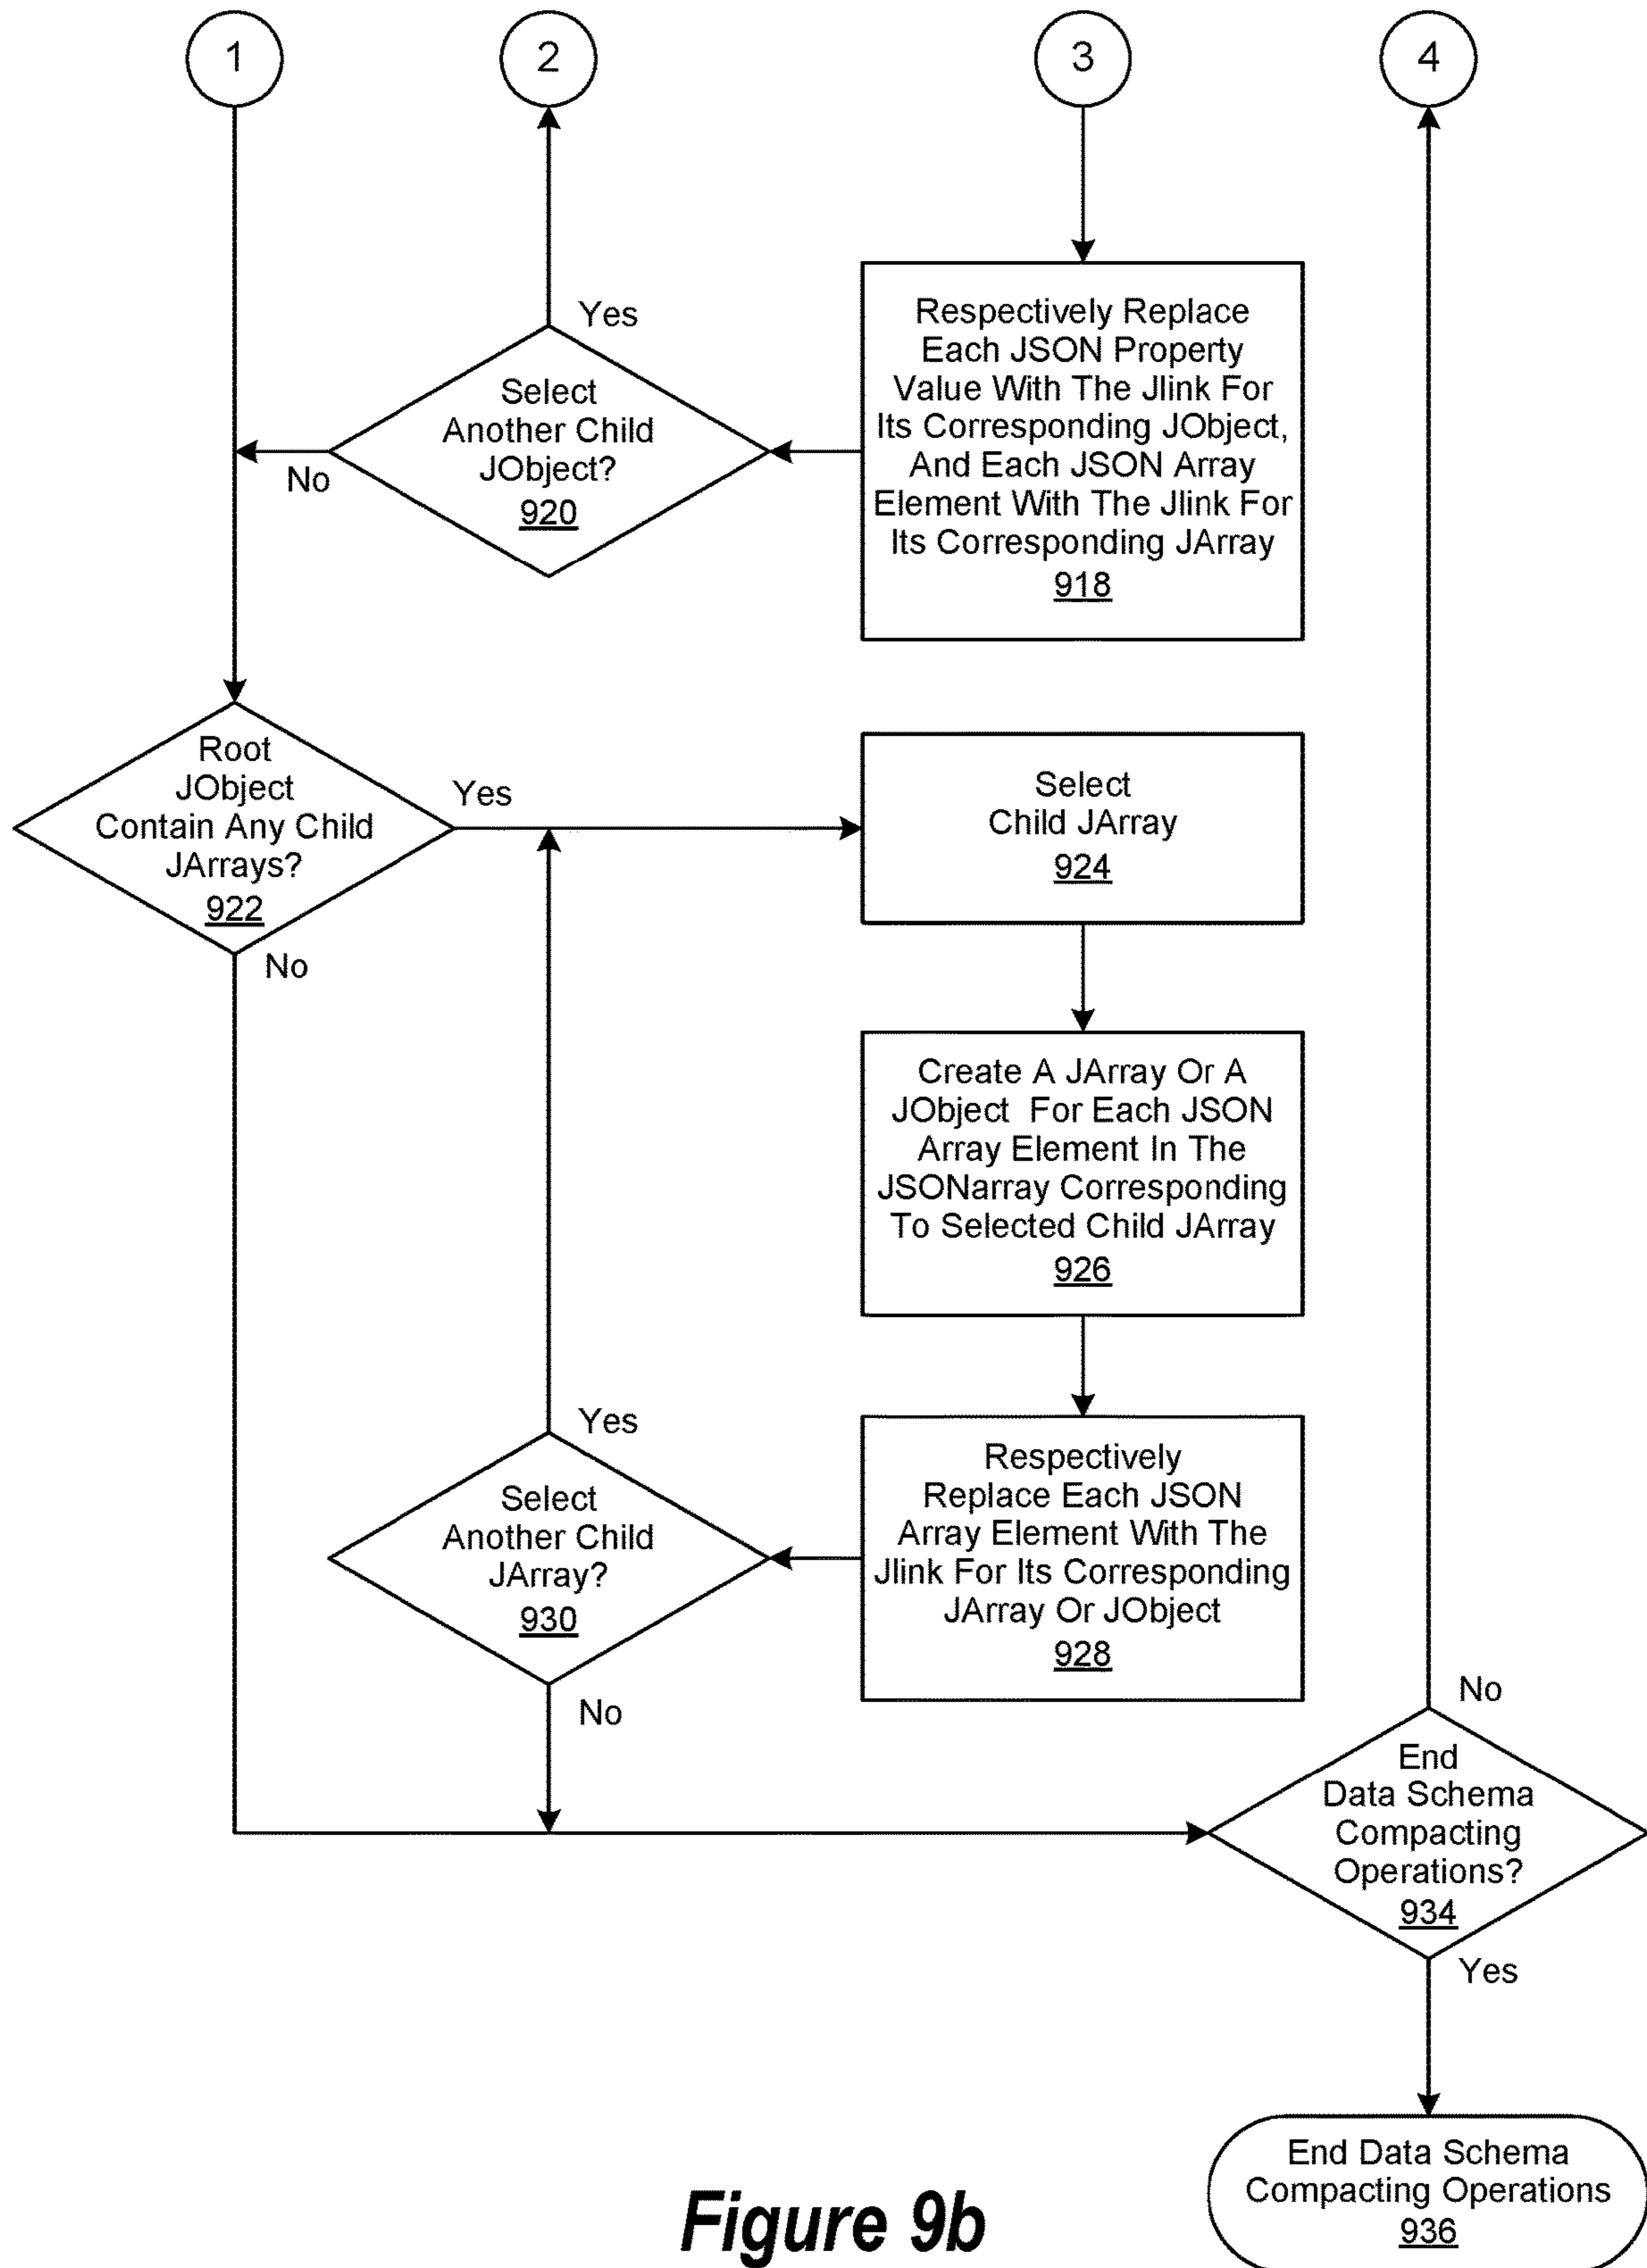 1
2
3
4
Yes
Select
Another Child
JObject?
920
No
Respectively Replace
Each JSON Property
Value With The Jlink For
Its Corresponding JObject,
And Each JSON Array
Element With The Jlink For
Its Corresponding JArray
918
Root
JObject
Contain Any Child
JArrays?
922
Yes
No
Select
Child JArray
924
Create A JArray Or A
JObject For Each JSON
Array Element In The
JSONarray Corresponding
To Selected Child JArray
926
Yes
Select
Another Child
JArray?
930
No
Respectively
Replace Each JSON
Array Element With The
Jlink For Its Corresponding
JArray Or JObject
928
No
End
Data Schema
Compacting
Operations?
934
Yes
End Data Schema
Compacting Operations
936
Figure 9b